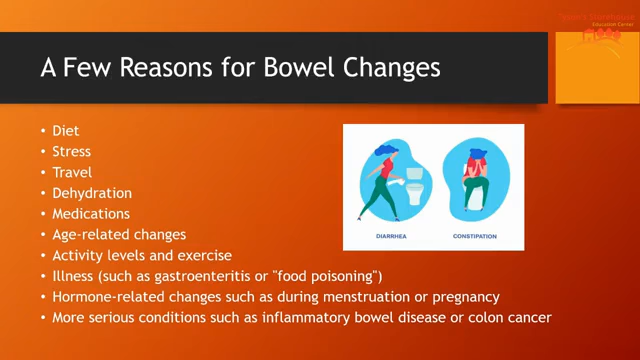 Education Center
A Few Reasons for Bowel Changes
• Diet
• Stress
• Travel
• Dehydration
• Medications
• Age-related changes
• Activity levels and exercise
• Illness (such as gastroenteritis or "food poisoning")
• Hormone-related changes such as during menstruation or pregnancy
• More serious conditions such as inflammatory bowel disease or colon cancer
DIARRHEA
CONSTIPATION